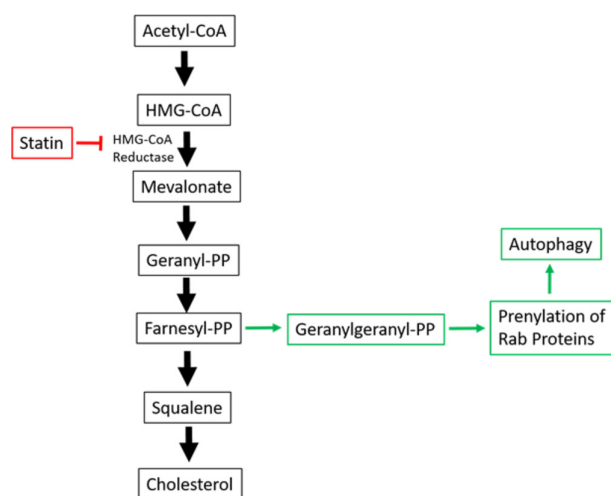 Acetyl-CoA
HMG-CoA
Statin
HMG-CoA
Reductase
Mevalonate
Geranyl-PP
Autophagy
Farnesyl-PP
Geranylgeranyl-PP
Prenylation of
Rab Proteins
Squalene
Cholesterol